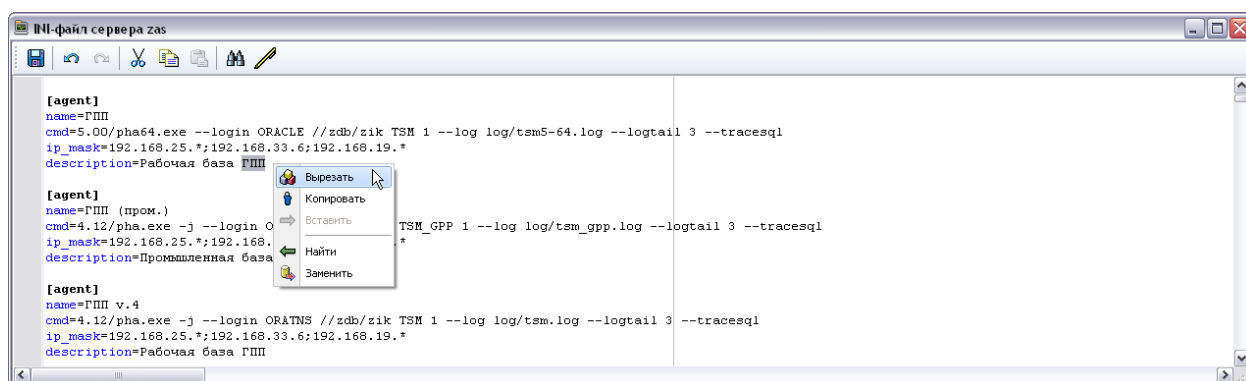 INI-файл сервера zas
[agent]
name=ГПП
cmd=5.00/pha64.exe --login ORACLE //zdb/zik TSM 1 --log log/tsm5-64.log --logtail 3 --tracesql
ip_mask=192.168.25.*;192.168.33.6;192.168.19.*
description=Рабочая база ГПП
Вырезать
Копировать
Вставить
Найти
Заменить
[agent]
name=ГПП (пром.)
cmd=4.12/pha.exe -j --login O TSM_GPP 1 --log log/tsm_gpp.log --logtail 3 --tracesql
ip_mask=192.168.25.*;192.168. .*
description=Промышленная база
[agent]
name=ГПП v.4
cmd=4.12/pha.exe -j --login ORATNS //zdb/zik TSM 1 --log log/tsm.log --logtail 3 --tracesql
ip_mask=192.168.25.*;192.168.33.6;192.168.19.*
description=Рабочая база ГПП